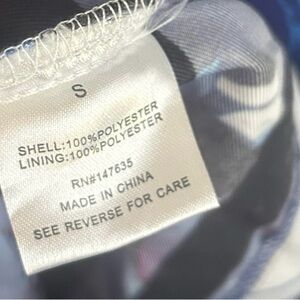 S
SHELL:100%POLYESTER
LINING:100%POLYESTER
RN#147635
MADE IN CHINA
SEE REVERSE FOR CARE